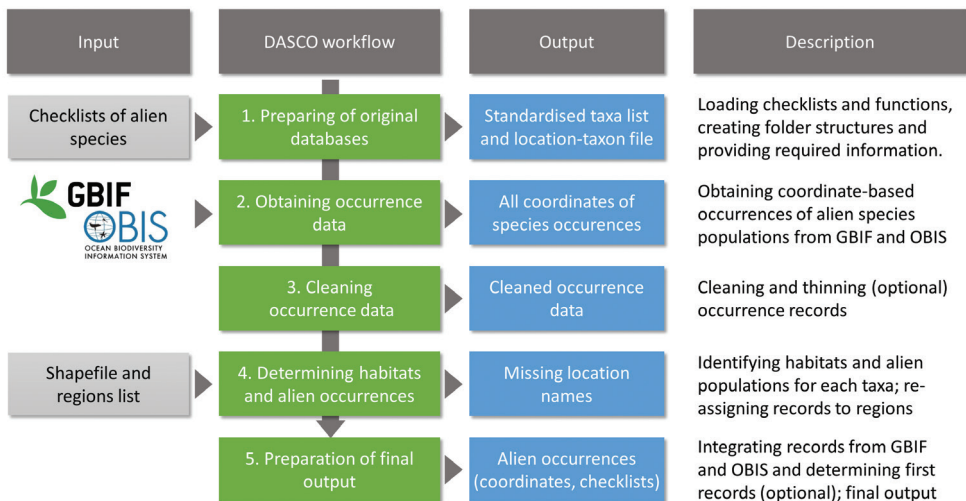 Input
DASCO workflow
Output
Description
Checklists of alien
species
1. Preparing of original
databases
Standardised taxa list
and location-taxon file
Loading checklists and functions,
creating folder structures and
providing required information.
GBIF
OBIS
OCEAN BIODIVERSITY
INFORMATION SYSTEM
2. Obtaining occurrence
data
All coordinates of
species occurences
Obtaining coordinate-based
occurrences of alien species
populations from GBIF and OBIS
3. Cleaning
occurrence data
Cleaned occurrence
data
Cleaning and thinning (optional)
occurrence records
Shapefile and
regions list
4. Determining habitats
and alien occurrences
Missing location
names
Identifying habitats and alien
populations for each taxa; re-
assigning records to regions
5. Preparation of final
output
Alien occurrences
(coordinates, checklists)
Integrating records from GBIF
and OBIS and determining first
records (optional); final output